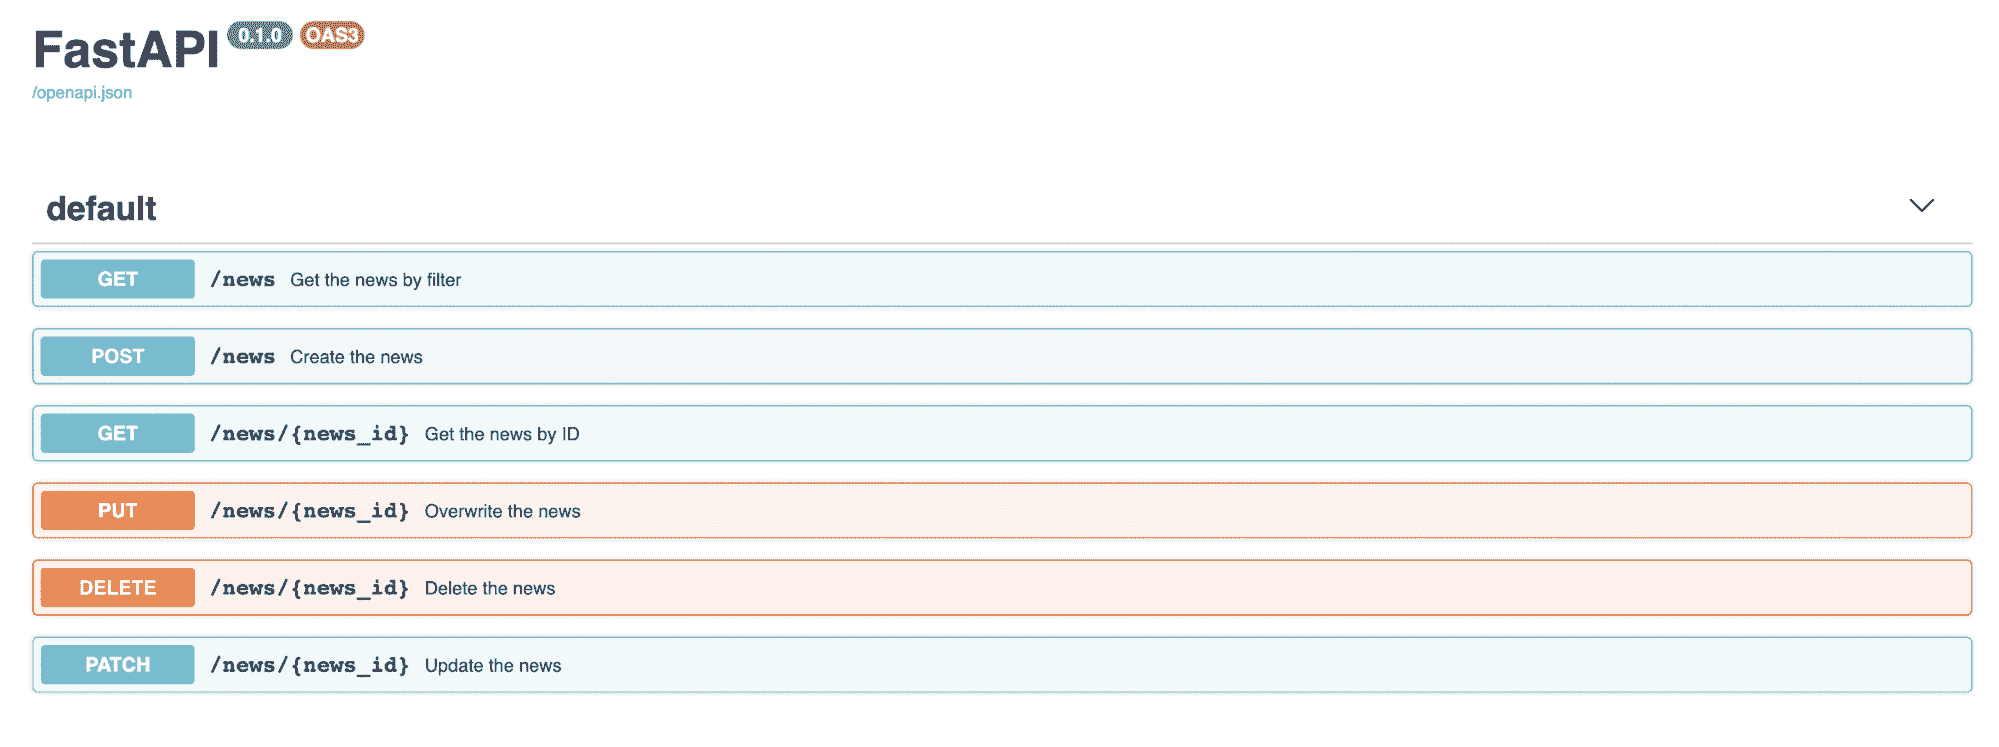 FastAPI 0.1.0 OAS3
/openapi.json
default
GET /news Get the news by filter
POST /news Create the news
GET /news/{news_id} Get the news by ID
PUT /news/{news_id} Overwrite the news
DELETE /news/{news_id} Delete the news
PATCH /news/{news_id} Update the news